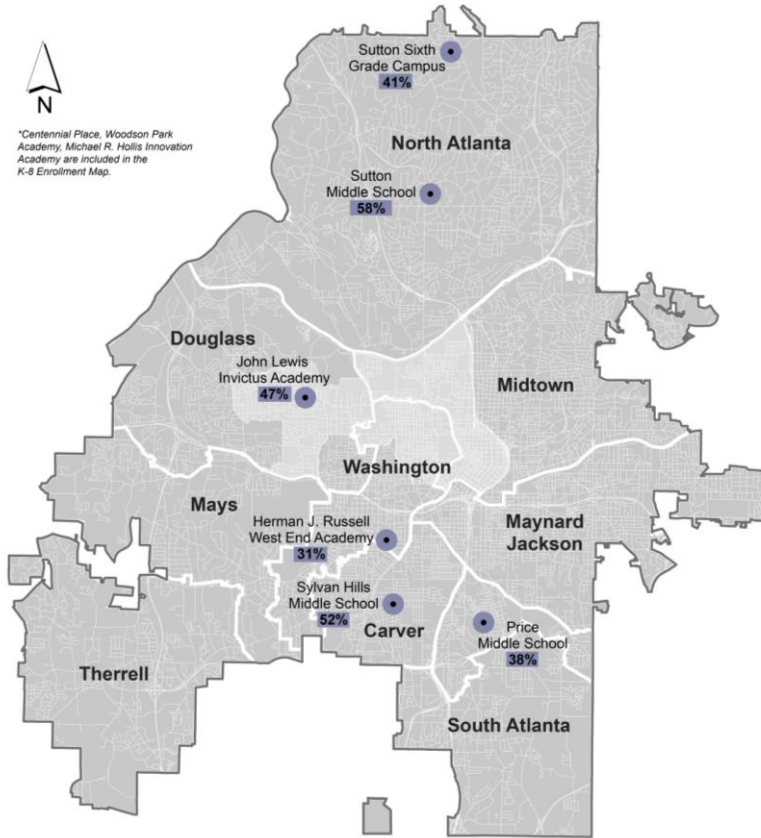 Sutton Sixth
Grade Campus
41%
N
*Centennial Place, Woodson Park
Academy, Michael R. Hollis Innovation
Academy are included in the
K-8 Enrollment Map.
North Atlanta
Sutton
Middle School
58%
Douglass
John Lewis
Invictus Academy
47%
Midtown
Washington
Mays
Herman J. Russell
West End Academy
31%
Maynard
Jackson
Sylvan Hills
Middle School
52%
Carver
Price
Middle School
38%
Therrell
South Atlanta